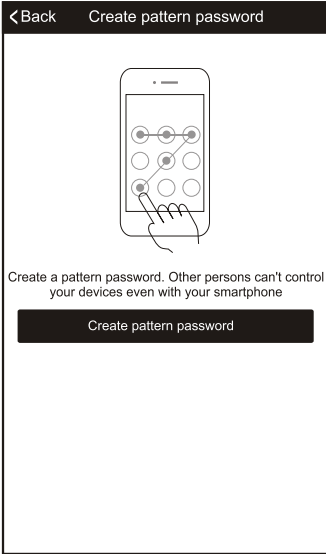 Back Create pattern password
Create a pattern password. Other persons can't control
your devices even with your smartphone
Create pattern password